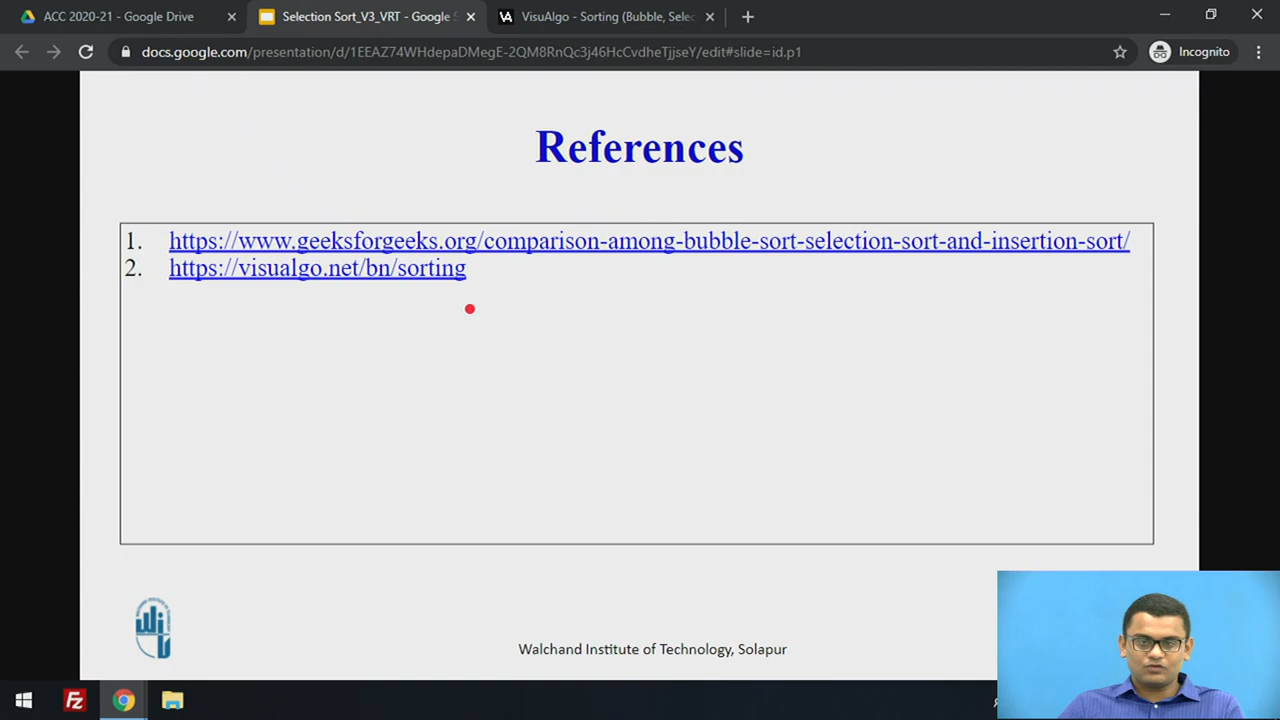 ACC 2020-21 - Google Drive
Selection Sort_V3_VRT - Google S
VisuAlgo - Sorting (Bubble, Selec
docs.google.com/presentation/d/1EEAZ74WHdepaDMegE-2QM8RnQc3j46HcCvdheTjjseY/edit#slide=id.p1
Incognito
References
1. https://www.geeksforgeeks.org/comparison-among-bubble-sort-selection-sort-and-insertion-sort/
2. https://visualgo.net/bn/sorting
Walchand Institute of Technology, Solapur